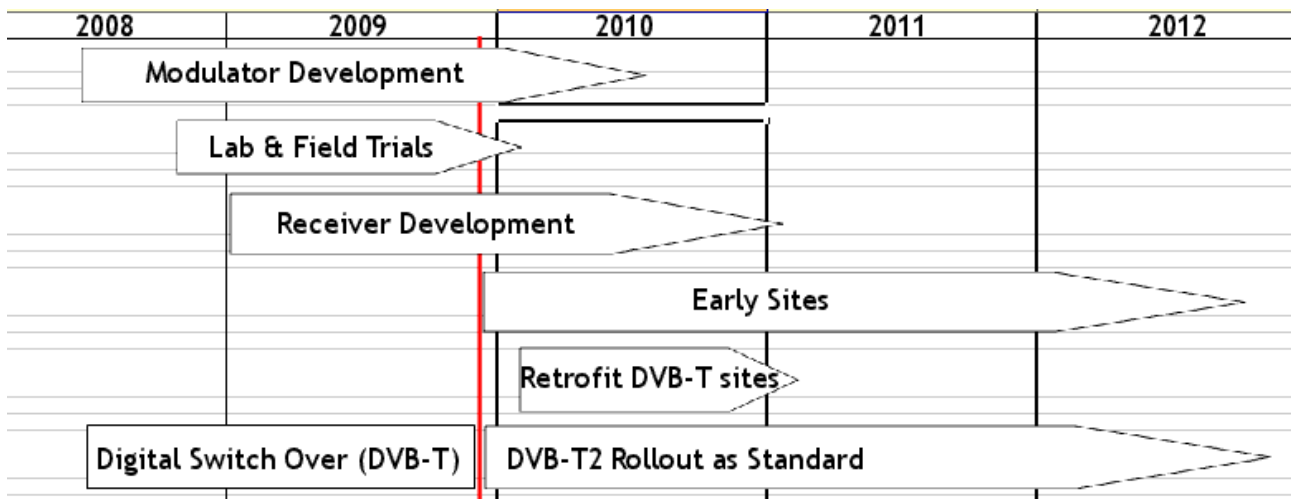 2008 2009 2010 2011 2012
Modulator Development
Lab & Field Trials
Receiver Development
Early Sites
Retrofit DVB-T sites
Digital Switch Over (DVB-T) DVB-T2 Rollout as Standard